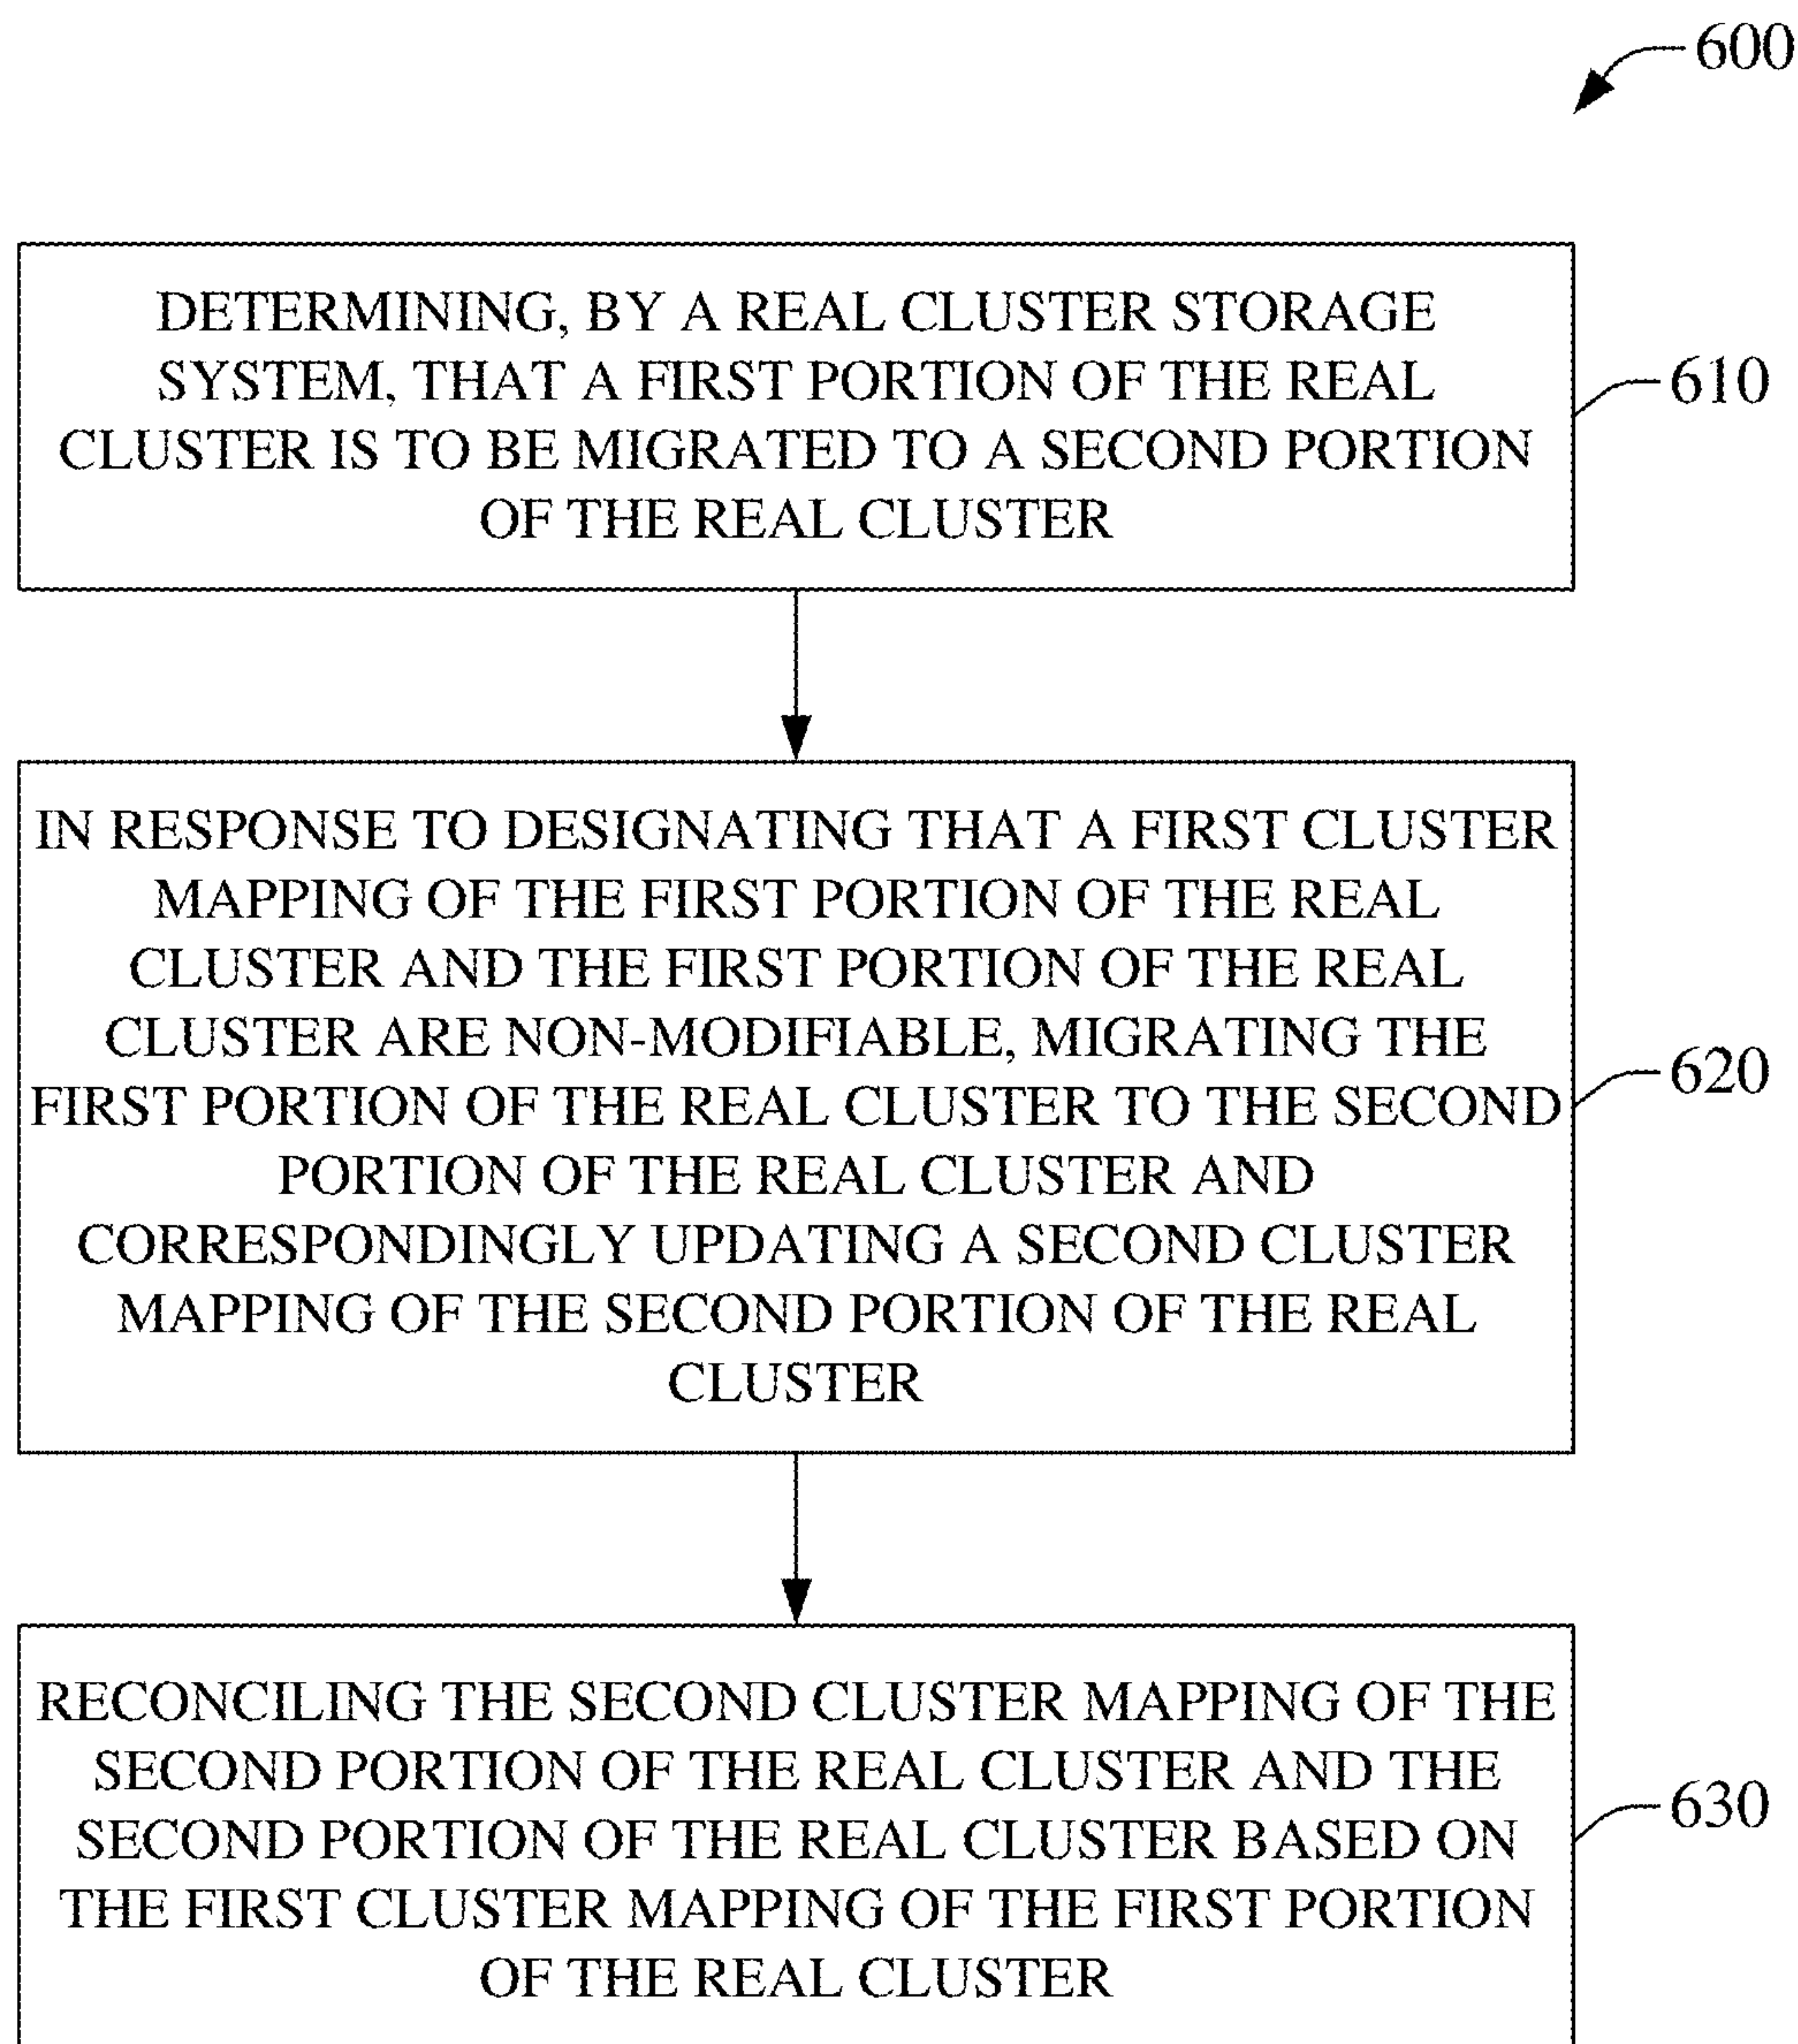 600
DETERMINING, BY A REAL CLUSTER STORAGE
SYSTEM, THAT A FIRST PORTION OF THE REAL
CLUSTER IS TO BE MIGRATED TO A SECOND PORTION
OF THE REAL CLUSTER
610
IN RESPONSE TO DESIGNATING THAT A FIRST CLUSTER
MAPPING OF THE FIRST PORTION OF THE REAL
CLUSTER AND THE FIRST PORTION OF THE REAL
CLUSTER ARE NON-MODIFIABLE, MIGRATING THE
FIRST PORTION OF THE REAL CLUSTER TO THE SECOND
PORTION OF THE REAL CLUSTER AND
CORRESPONDINGLY UPDATING A SECOND CLUSTER
MAPPING OF THE SECOND PORTION OF THE REAL
CLUSTER
620
RECONCILING THE SECOND CLUSTER MAPPING OF THE
SECOND PORTION OF THE REAL CLUSTER AND THE
SECOND PORTION OF THE REAL CLUSTER BASED ON
THE FIRST CLUSTER MAPPING OF THE FIRST PORTION
OF THE REAL CLUSTER
630